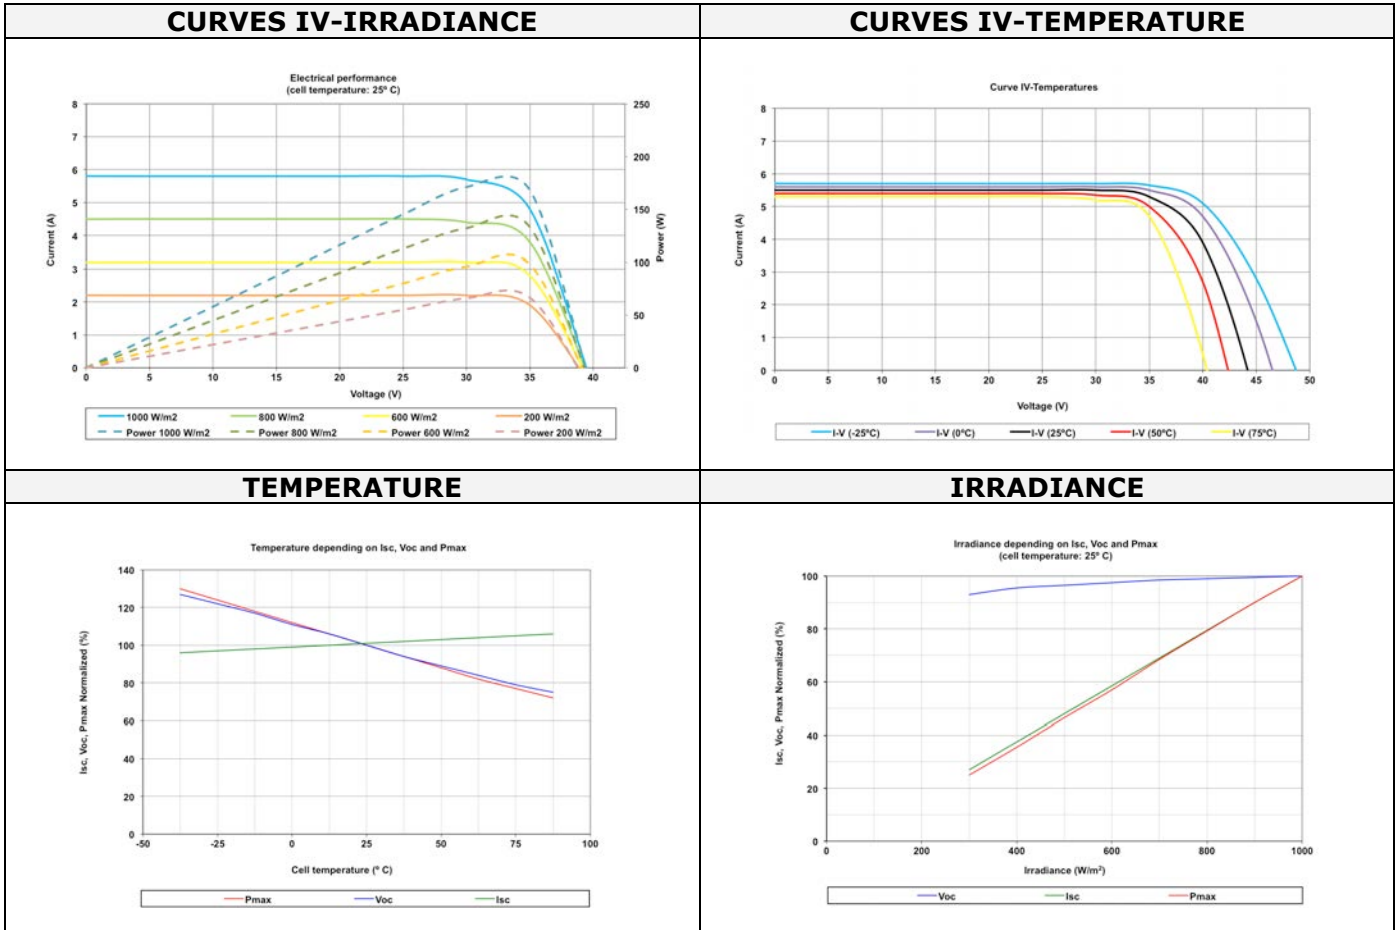 CURVES IV-IRRADIANCE
CURVES IV-TEMPERATURE
Electrical performance
(cell temperature: 25º C)
8
7
6
5
4
3
2
1
0
Current (A)
250
200
150
100
50
0
Power (W)
0 5 10 15 20 25 30 35 40
Voltage (V)
1000 W/m2 800 W/m2 600 W/m2 200 W/m2
Power 1000 W/m2 Power 800 W/m2 Power 600 W/m2 Power 200 W/m2
Curve IV-Temperatures
8
7
6
5
4
3
2
1
0
Current (A)
0 5 10 15 20 25 30 35 40 45 50
Voltage (V)
I-V (-25ºC) I-V (0ºC) I-V (25ºC) I-V (50ºC) I-V (75ºC)
TEMPERATURE
IRRADIANCE
Temperature depending on Isc, Voc and Pmax
140
120
100
80
60
40
20
0
Isc, Voc, Pmax Normalized (%)
-50 -25 0 25 50 75 100
Cell temperature (º C)
Pmax Voc Isc
Irradiance depending on Isc, Voc and Pmax
(cell temperature: 25º C)
100
80
60
40
20
0
Isc, Voc, Pmax Normalized (%)
0 200 400 600 800 1000
Irradiance (W/m²)
Voc Isc Pmax